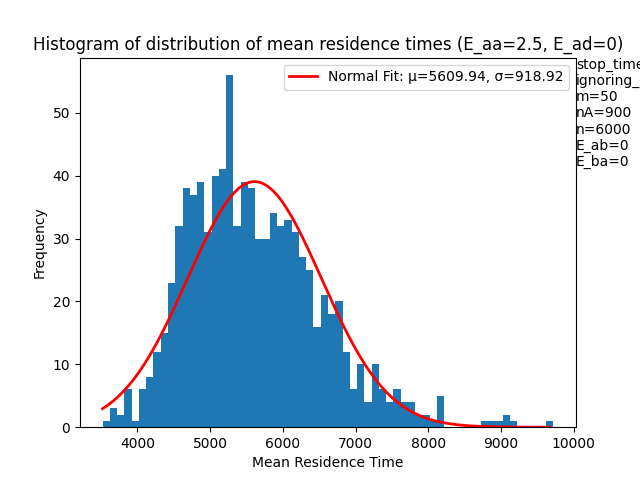 Histogram of distribution of mean residence times (E_aa=2.5, E_ad=0)
Normal Fit: μ=5609.94, σ=918.92
stop_time
ignoring_
m=50
nA=900
n=6000
E_ab=0
E_ba=0
Frequency
50
40
30
20
10
0
4000 5000 6000 7000 8000 9000 10000
Mean Residence Time